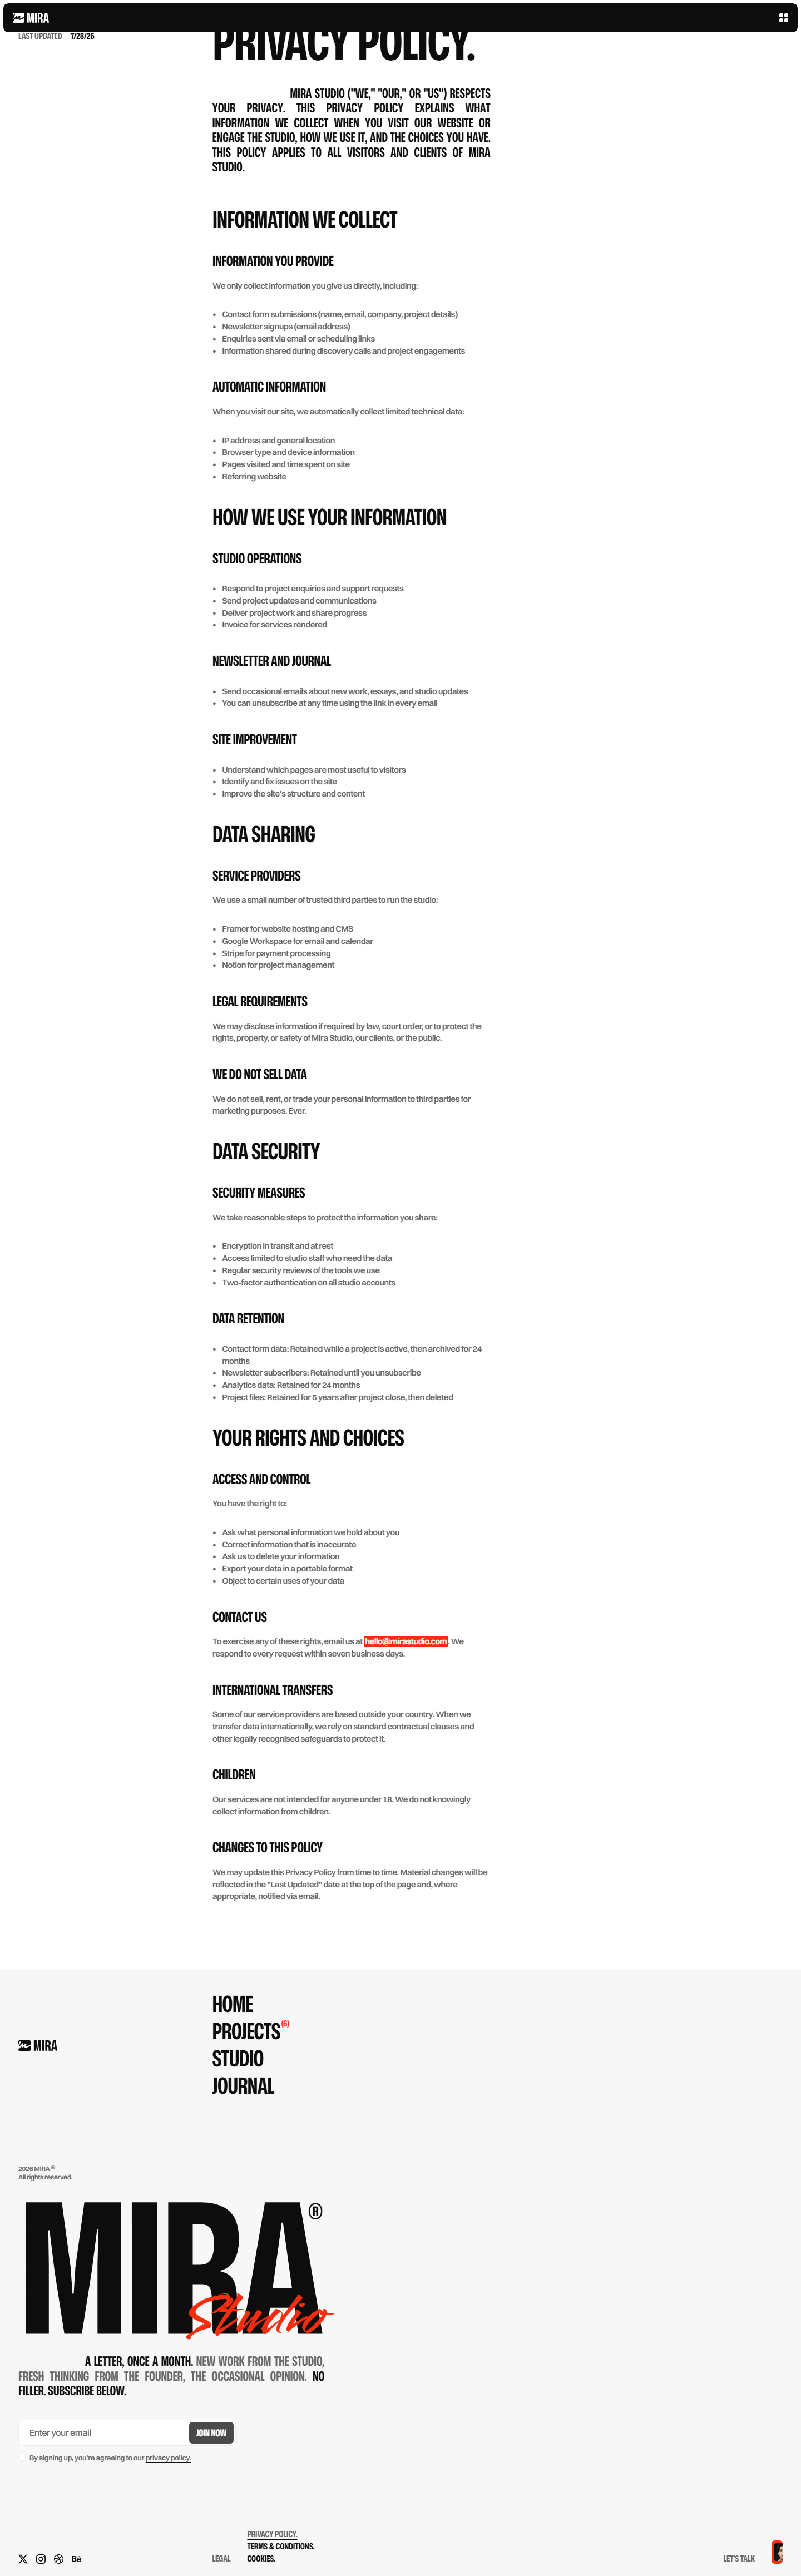 MIRA
PRIVACY POLICY.
LAST UPDATED 7/28/26
MIRA STUDIO ("WE," "OUR," OR "US") RESPECTS
YOUR PRIVACY. THIS PRIVACY POLICY EXPLAINS WHAT
INFORMATION WE COLLECT WHEN YOU VISIT OUR WEBSITE OR
ENGAGE THE STUDIO, HOW WE USE IT, AND THE CHOICES YOU HAVE.
THIS POLICY APPLIES TO ALL VISITORS AND CLIENTS OF MIRA
STUDIO.
INFORMATION WE COLLECT
INFORMATION YOU PROVIDE
We only collect information you give us directly, including:
• Contact form submissions (name, email, company, project details)
• Newsletter signups (email address)
• Enquiries sent via email or scheduling links
• Information shared during discovery calls and project engagements
AUTOMATIC INFORMATION
When you visit our site, we automatically collect limited technical data:
• IP address and general location
• Browser type and device information
• Pages visited and time spent on site
• Referring website
HOW WE USE YOUR INFORMATION
STUDIO OPERATIONS
• Respond to project enquiries and support requests
• Send project updates and communications
• Deliver project work and share progress
• Invoice for services rendered
NEWSLETTER AND JOURNAL
• Send occasional emails about new work, essays, and studio updates
• You can unsubscribe at any time using the link in every email
SITE IMPROVEMENT
• Understand which pages are most useful to visitors
• Identify and fix issues on the site
• Improve the site's structure and content
DATA SHARING
SERVICE PROVIDERS
We use a small number of trusted third parties to run the studio:
• Framer for website hosting and CMS
• Google Workspace for email and calendar
• Stripe for payment processing
• Notion for project management
LEGAL REQUIREMENTS
We may disclose information if required by law, court order, or to protect the
rights, property, or safety of Mira Studio, our clients, or the public.
WE DO NOT SELL DATA
We do not sell, rent, or trade your personal information to third parties for
marketing purposes. Ever.
DATA SECURITY
SECURITY MEASURES
We take reasonable steps to protect the information you share:
• Encryption in transit and at rest
• Access limited to studio staff who need the data
• Regular security reviews of the tools we use
• Two-factor authentication on all studio accounts
DATA RETENTION
• Contact form data: Retained while a project is active, then archived for 24
months
• Newsletter subscribers: Retained until you unsubscribe
• Analytics data: Retained for 24 months
• Project files: Retained for 5 years after project close, then deleted
YOUR RIGHTS AND CHOICES
ACCESS AND CONTROL
You have the right to:
• Ask what personal information we hold about you
• Correct information that is inaccurate
• Ask us to delete your information
• Export your data in a portable format
• Object to certain uses of your data
CONTACT US
To exercise any of these rights, email us at hello@mirastudio.com. We
respond to every request within seven business days.
INTERNATIONAL TRANSFERS
Some of our service providers are based outside your country. When we
transfer data internationally, we rely on standard contractual clauses and
other legally recognised safeguards to protect it.
CHILDREN
Our services are not intended for anyone under 18. We do not knowingly
collect information from children.
CHANGES TO THIS POLICY
We may update this Privacy Policy from time to time. Material changes will be
reflected in the "Last Updated" date at the top of the page and, where
appropriate, notified via email.
HOME
PROJECTS (6)
STUDIO
JOURNAL
MIRA
2026 MIRA ®
All rights reserved.
MIRA®
Studio
A LETTER, ONCE A MONTH. NEW WORK FROM THE STUDIO,
FRESH THINKING FROM THE FOUNDER, THE OCCASIONAL OPINION. NO
FILLER. SUBSCRIBE BELOW.
Enter your email JOIN NOW
By signing up, you're agreeing to our privacy policy.
PRIVACY POLICY.
TERMS & CONDITIONS.
LEGAL COOKIES.
LET'S TALK